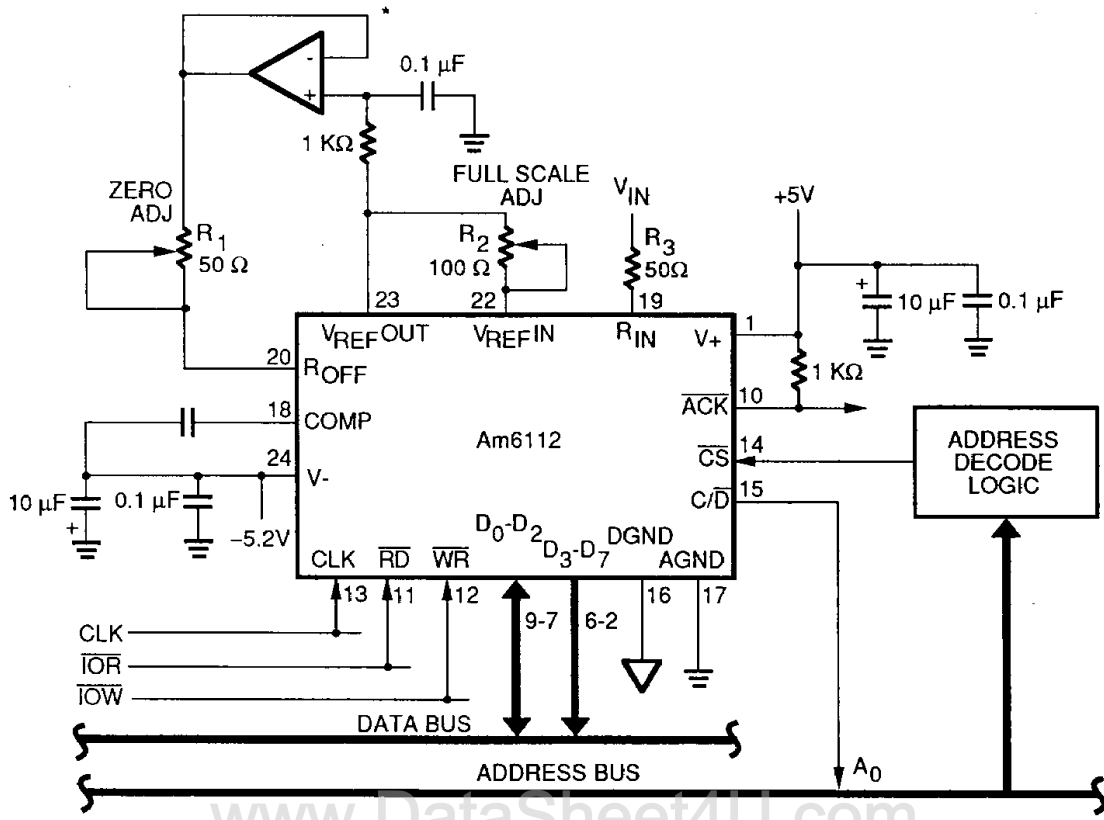 *
-
+
0.1 µF
1 KΩ
ZERO
ADJ
R1
50 Ω
FULL SCALE
ADJ
R2
100 Ω
VIN
R3
50Ω
+5V
+
10 µF
0.1 µF
1 KΩ
23
22
19
1
VREFOUT
VREFIN
RIN
V+
20
ROFF
ACK
10
18
COMP
Am6112
CS
14
24
V-
C/D
15
10 µF
+
0.1 µF
−5.2V
D0-D2
D3-D7
DGND
AGND
CLK
RD
WR
13
11
12
9-7
6-2
16
17
ADDRESS
DECODE
LOGIC
CLK
IOR
IOW
DATA BUS
ADDRESS BUS
A0
www.DataSheet4U.com